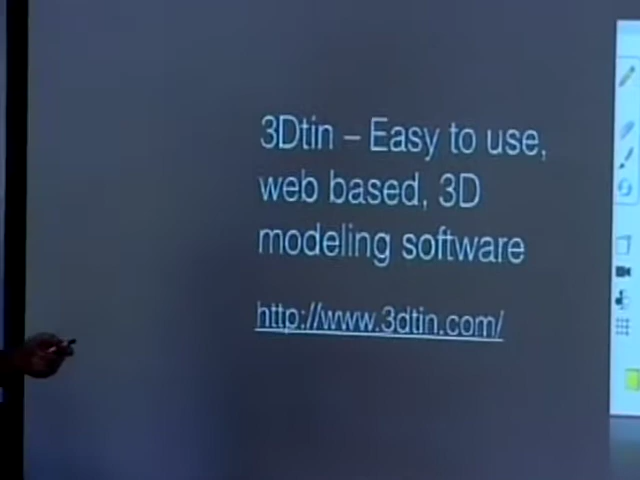 3Dtin – Easy to use,
web based, 3D
modeling software
http://www.3dtin.com/